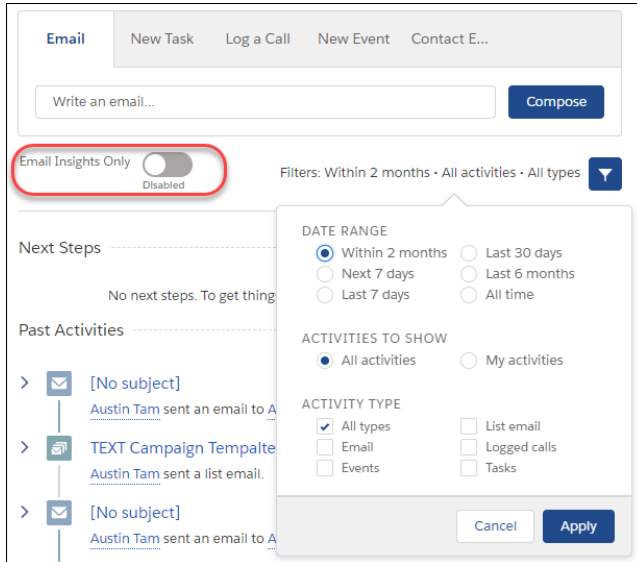 Email New Task Log a Call New Event Contact E...
Write an email...
Compose
Email Insights Only
Disabled
Filters: Within 2 months • All activities • All types
DATE RANGE
Within 2 months Last 30 days
Next 7 days Last 6 months
Last 7 days All time
ACTIVITIES TO SHOW
All activities My activities
ACTIVITY TYPE
All types List email
Email Logged calls
Events Tasks
Cancel Apply
Next Steps
No next steps. To get thing
Past Activities
[No subject]
Austin Tam sent an email to A
TEXT Campaign Tempalte
Austin Tam sent a list email.
[No subject]
Austin Tam sent an email to A